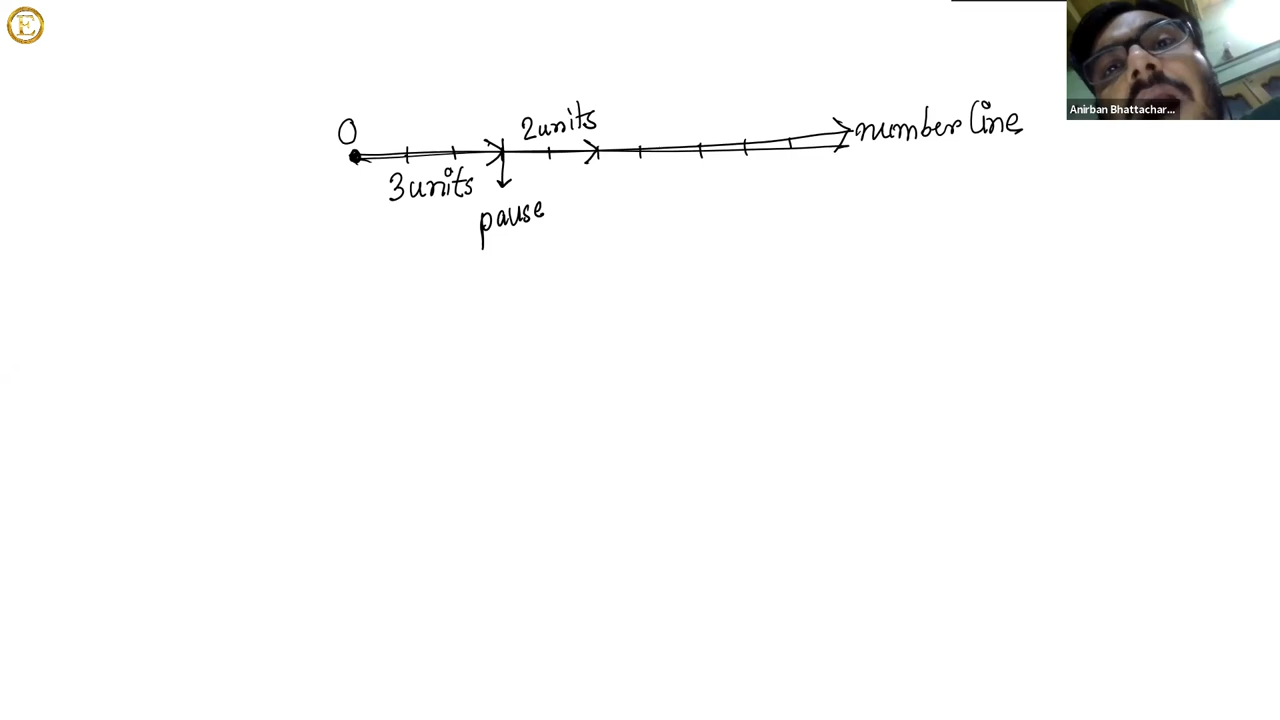 E
Anirban Bhattachar...
2units
0
number line
3units
pause